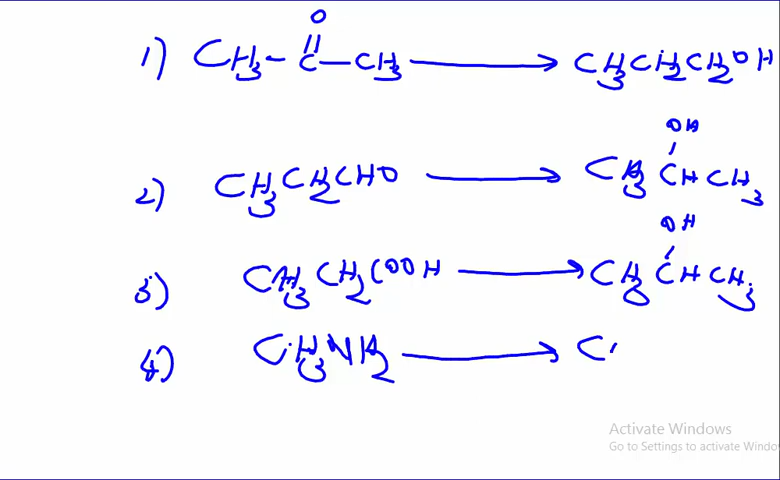 O
1) CH3-C-CH3 → CH3CH2CH2OH
OH
2) CH3CH2CHO → CH3CHCH3
OH
3) CH3CH2COOH → CH3CHCH3
4) CH3NH2 → C
Activate Windows
Go to Settings to activate Windo